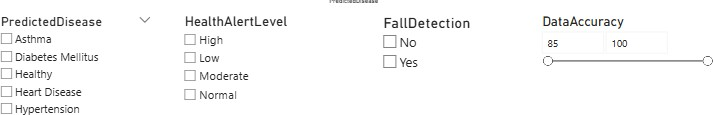 PredictedDisease
PredictedDisease
Asthma
Diabetes Mellitus
Healthy
Heart Disease
Hypertension
HealthAlertLevel
High
Low
Moderate
Normal
FallDetection
No
Yes
DataAccuracy
85 100